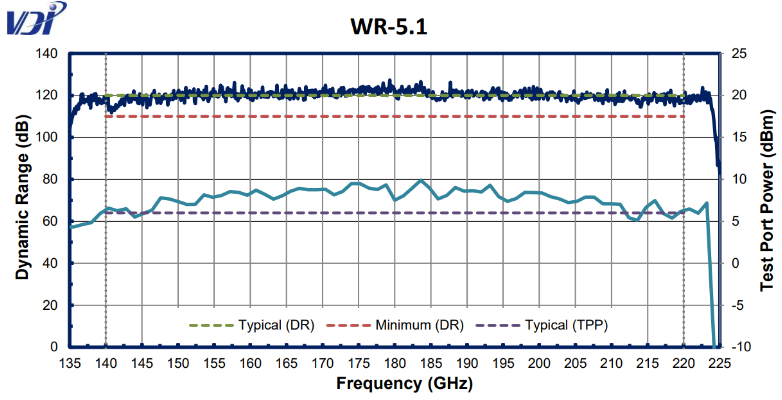 VDI
WR-5.1
140
120
100
80
60
40
20
0
Dynamic Range (dB)
25
20
15
10
5
0
-5
-10
Test Port Power (dBm)
Typical (DR) Minimum (DR) Typical (TPP)
135 140 145 150 155 160 165 170 175 180 185 190 195 200 205 210 215 220 225
Frequency (GHz)